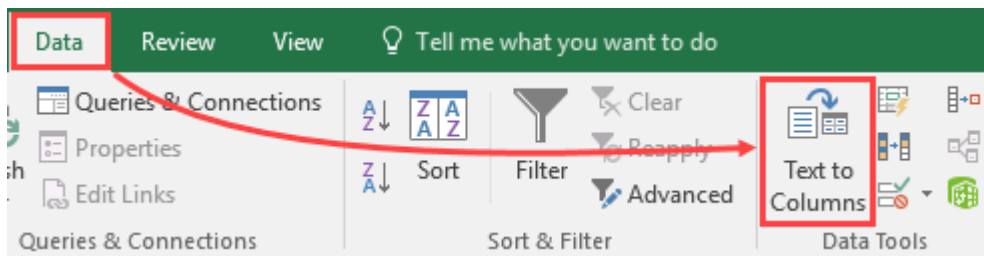 Data Review View Tell me what you want to do
Queries & Connections
Properties
Edit Links
Queries & Connections
A
Z
Z A
A Z
Z
A
Sort
Filter
Clear
Reapply
Advanced
Sort & Filter
Text to
Columns
Data Tools